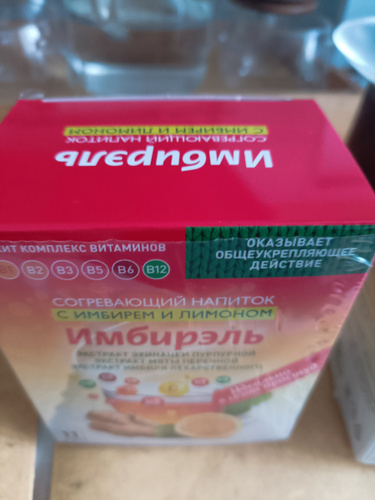 Имбирэль
СОГРЕВАЮЩИЙ НАПИТОК
С ИМБИРЕМ И ЛИМОНОМ
КОМПЛЕКС ВИТАМИНОВ
B2 B3 B5 B6 B12
ОКАЗЫВАЕТ
ОБЩЕУКРЕПЛЯЮЩЕЕ
ДЕЙСТВИЕ
СОГРЕВАЮЩИЙ НАПИТОК
С ИМБИРЕМ И ЛИМОНОМ
Имбирэль
ЭКСТРАКТ ЭХИНАЦЕИ ПУРПУРНОЙ
ЭКСТРАКТ МЯТЫ ПЕРЕЧНОЙ
ЭКСТРАКТ ИМБИРЯ ЛЕКАРСТВЕННОГО